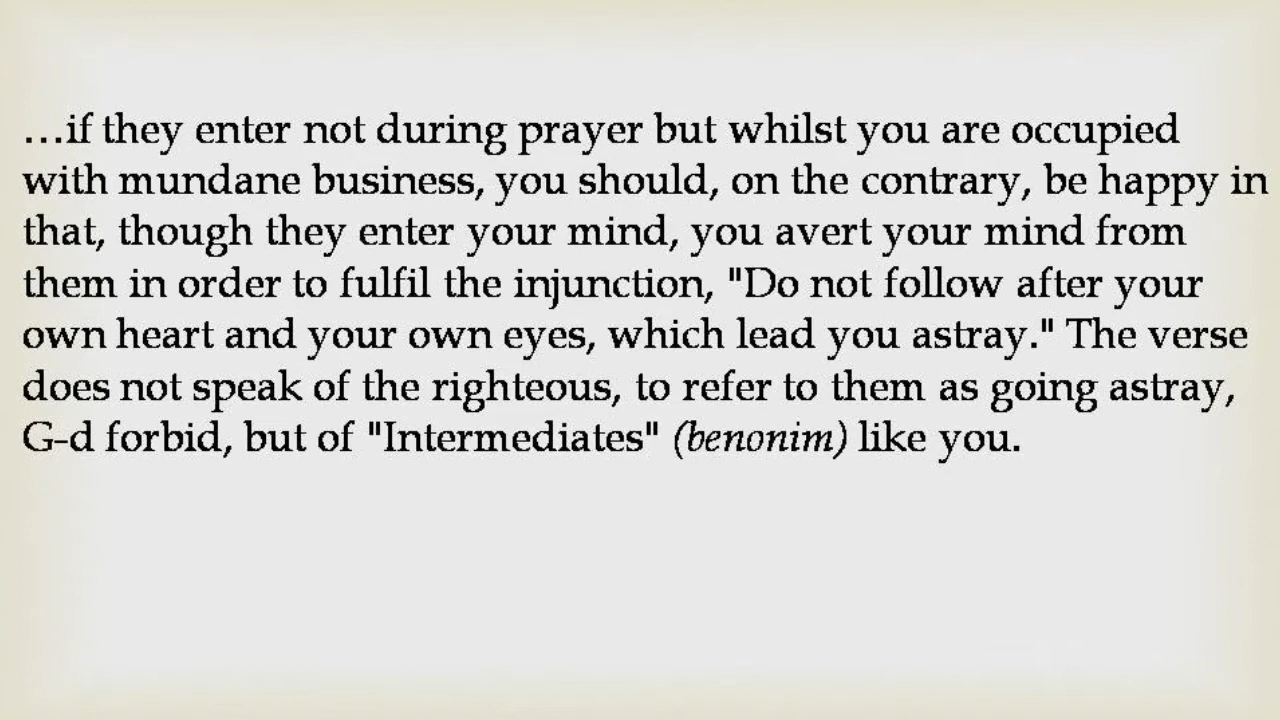 …if they enter not during prayer but whilst you are occupied
with mundane business, you should, on the contrary, be happy in
that, though they enter your mind, you avert your mind from
them in order to fulfil the injunction, "Do not follow after your
own heart and your own eyes, which lead you astray." The verse
does not speak of the righteous, to refer to them as going astray,
G-d forbid, but of "Intermediates" (benonim) like you.